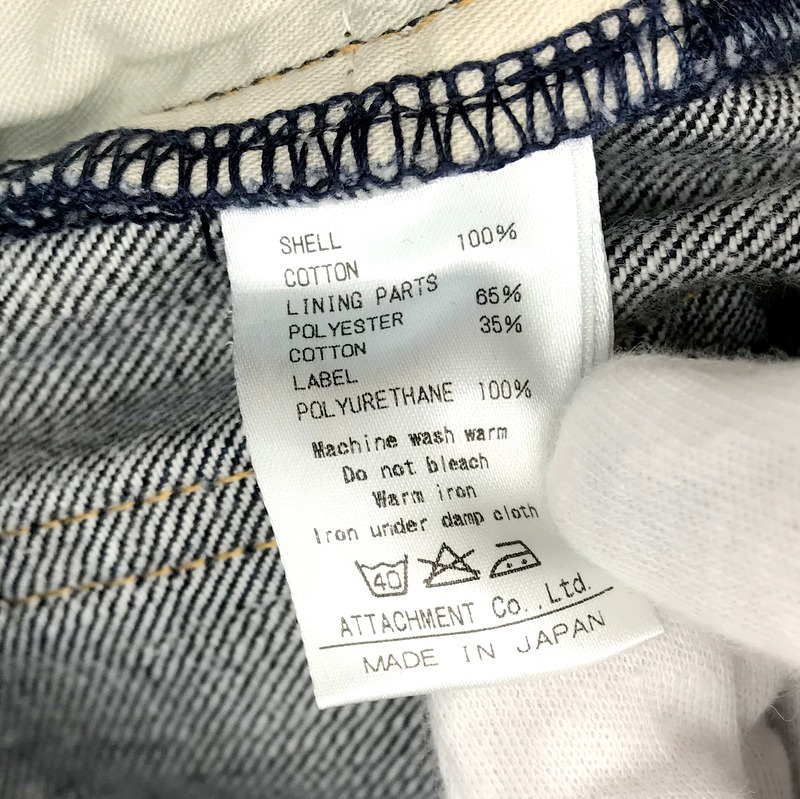 SHELL
COTTON 100%
LINING PARTS
POLYESTER 65%
COTTON 35%
LABEL
POLYURETHANE 100%
Machine wash warm
Do not bleach
Warm iron
Iron under damp cloth
40
ATTACHMENT Co.,Ltd.
MADE IN JAPAN